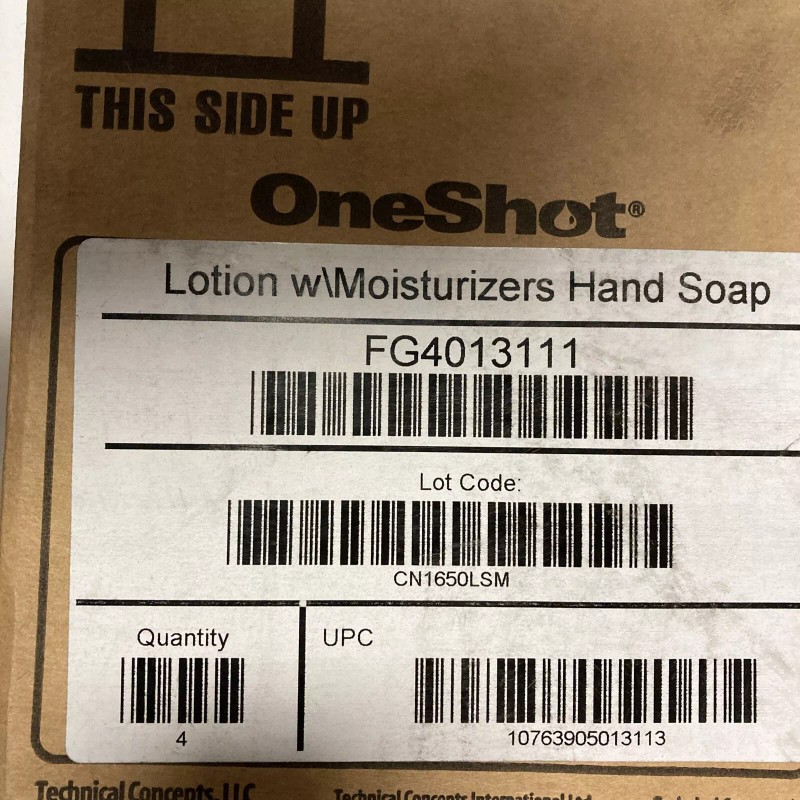 THIS SIDE UP
OneShot®
Lotion w\Moisturizers Hand Soap
FG4013111
Lot Code:
CN1650LSM
Quantity
4
UPC
10763905013113
Technical Concepts, LLC
Technical Concepts International Ltd.